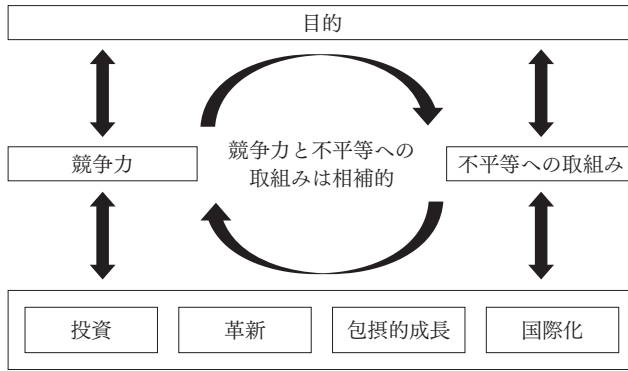 目的
競争力
競争力と不平等への
取組みは相補的
不平等への取組み
投資
革新
包摂的成長
国際化